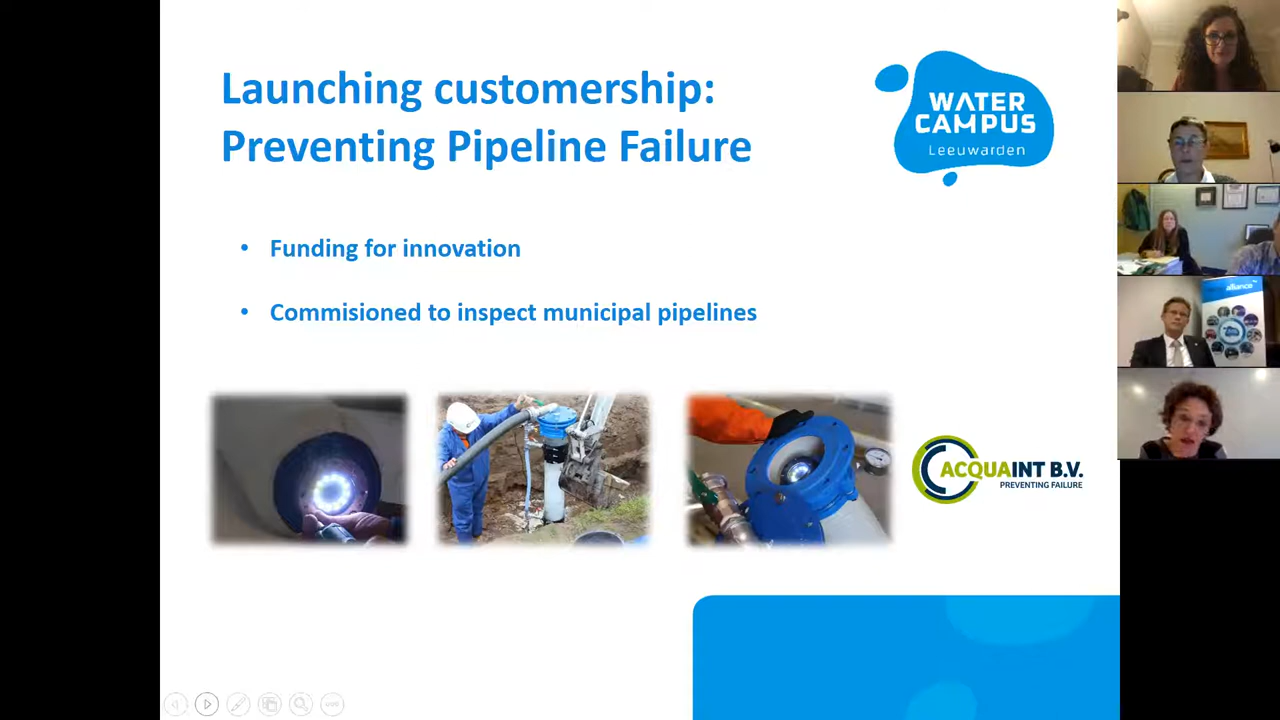 Launching customership:
Preventing Pipeline Failure
WATER
CAMPUS
Leeuwarden
• Funding for innovation
• Commisioned to inspect municipal pipelines
ACQUAINT B.V.
PREVENTING FAILURE
alliance